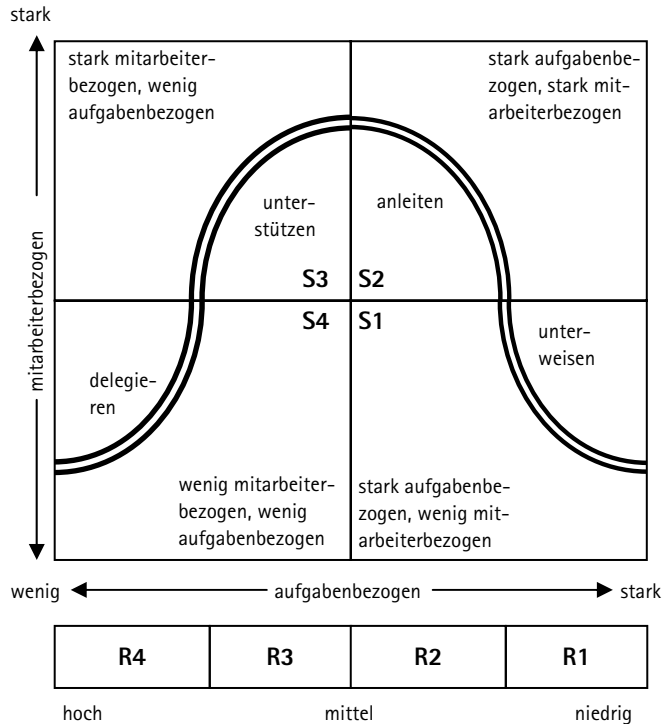 stark
stark mitarbeiter-
bezogen, wenig
aufgabenbezogen
stark aufgabenbe-
zogen, stark mit-
arbeiterbezogen
unter-
stützen
anleiten
S3
S2
mitarbeiterbezogen
S4
S1
unter-
weisen
delegie-
ren
wenig mitarbeiter-
bezogen, wenig
aufgabenbezogen
stark aufgabenbe-
zogen, wenig mit-
arbeiterbezogen
wenig
aufgabenbezogen
stark
R4
R3
R2
R1
hoch
mittel
niedrig